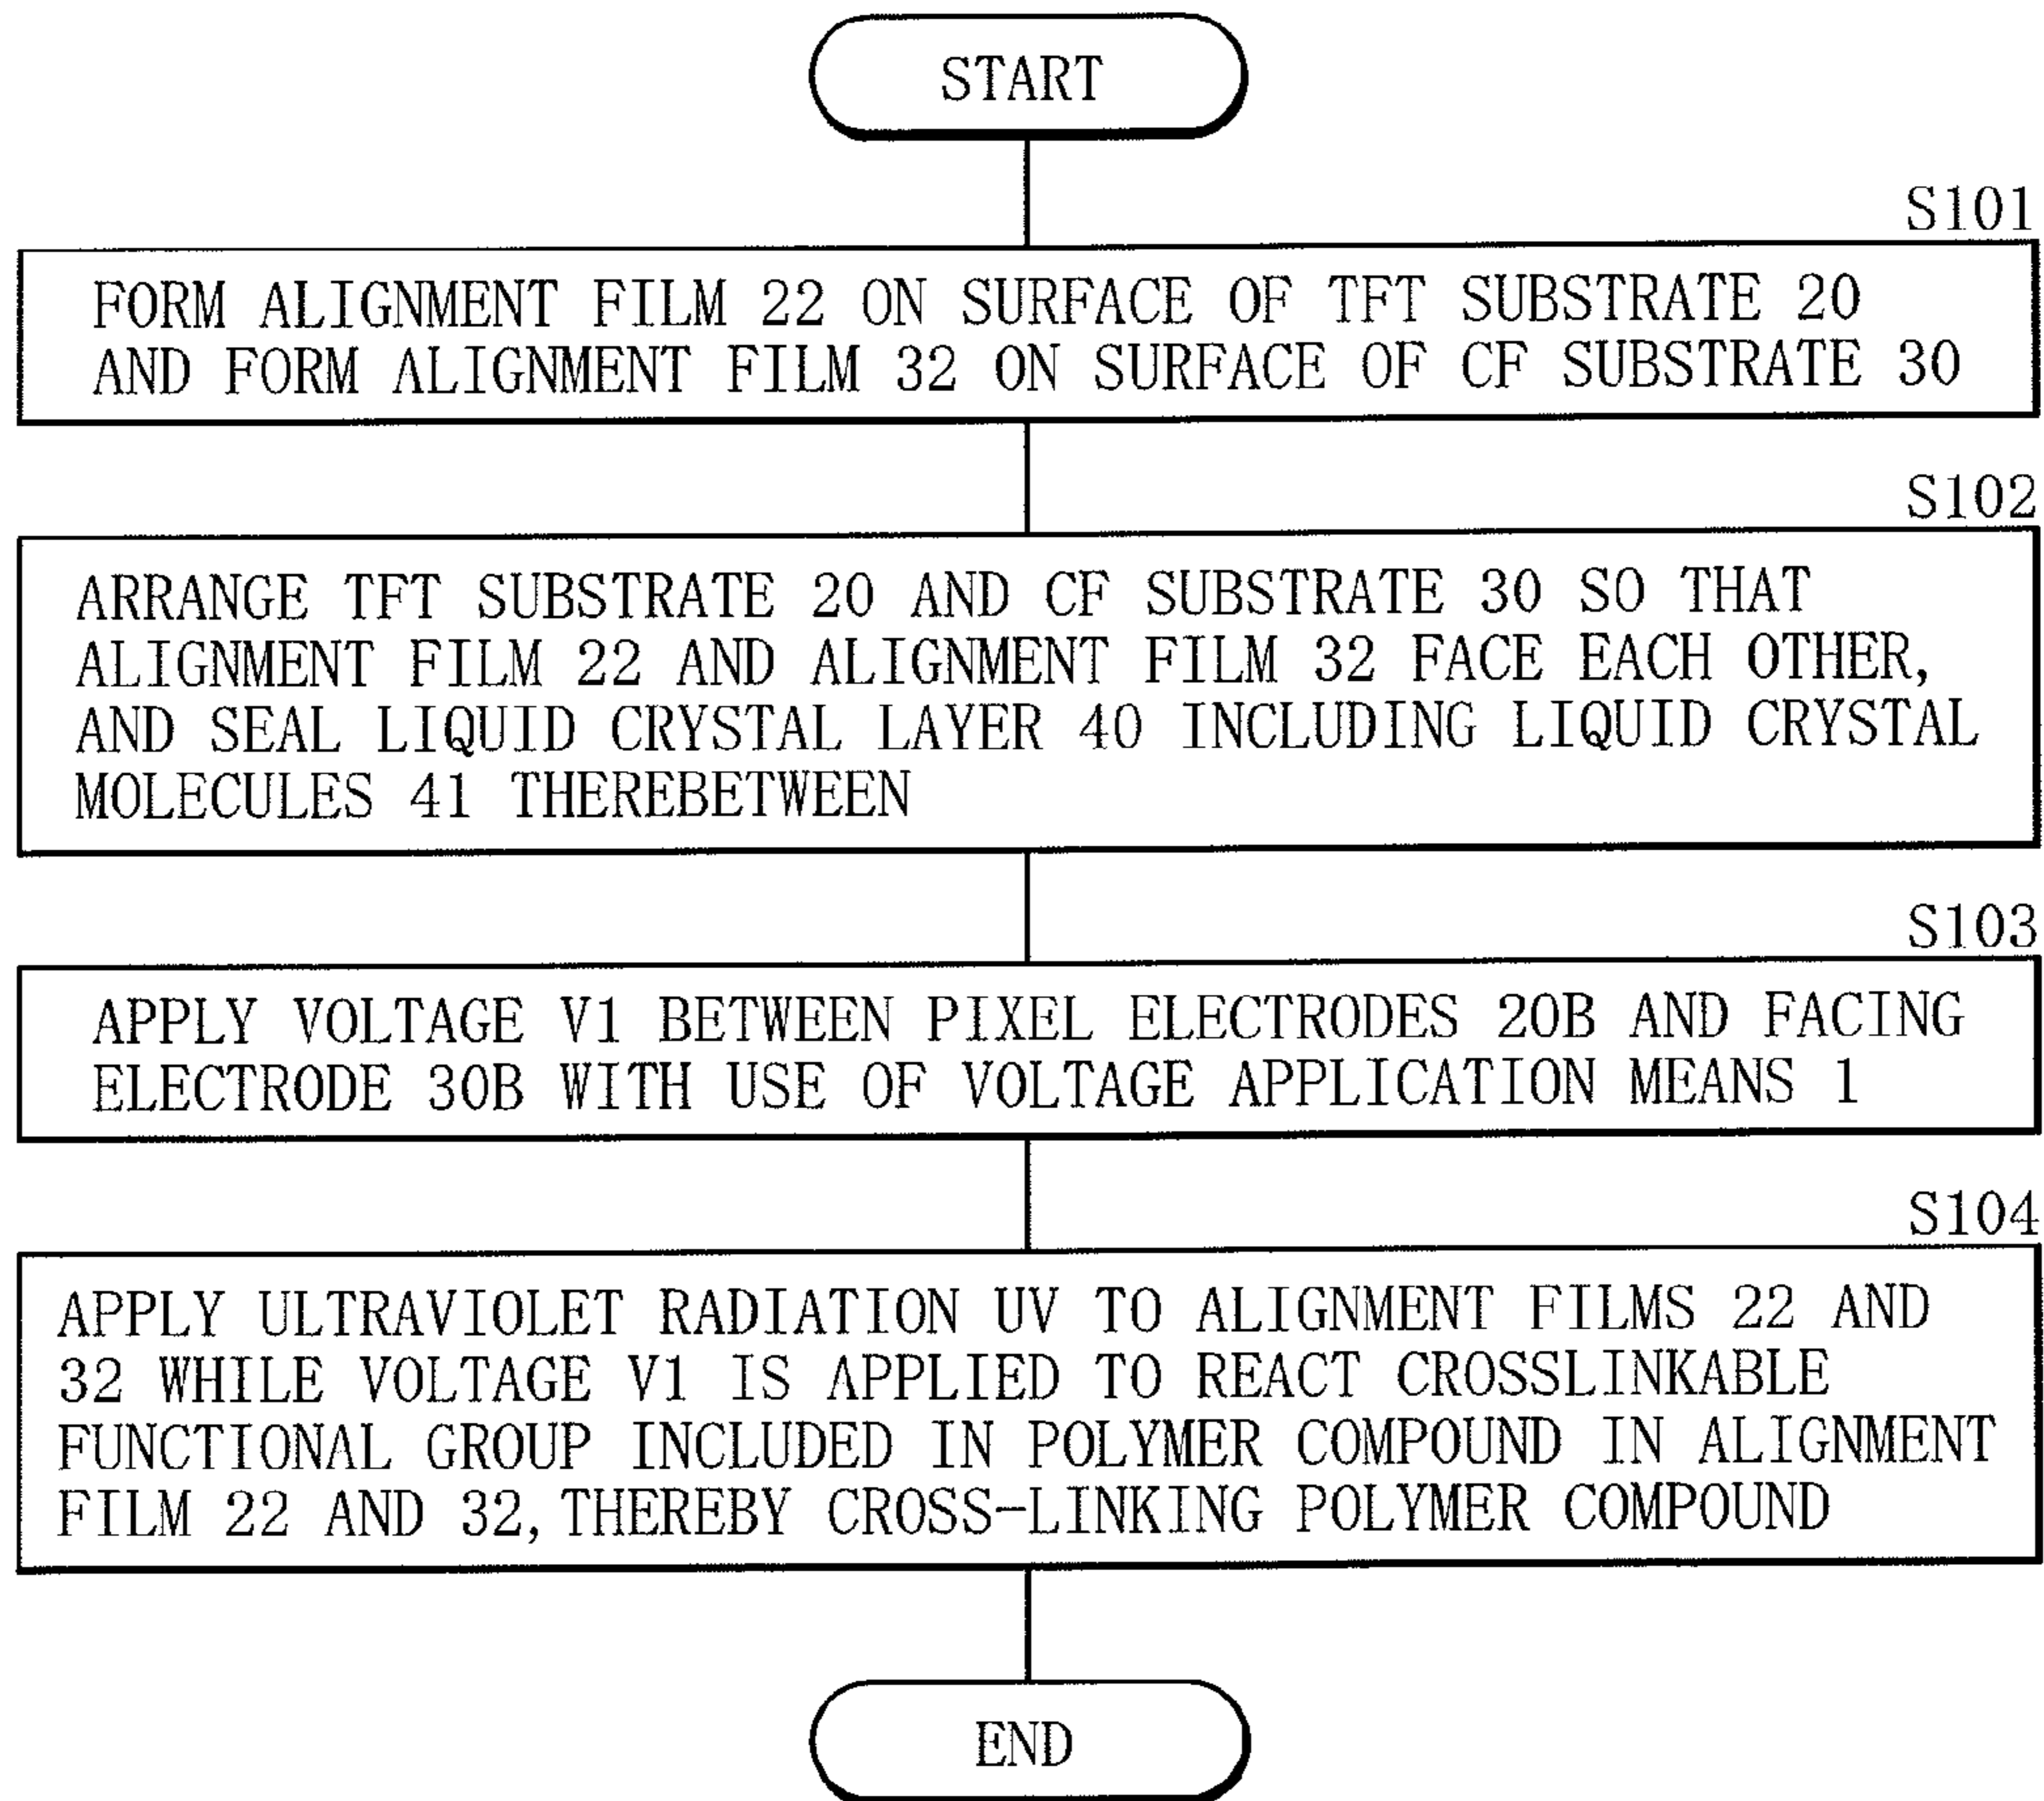 START
S101
FORM ALIGNMENT FILM 22 ON SURFACE OF TFT SUBSTRATE 20
AND FORM ALIGNMENT FILM 32 ON SURFACE OF CF SUBSTRATE 30
S102
ARRANGE TFT SUBSTRATE 20 AND CF SUBSTRATE 30 SO THAT
ALIGNMENT FILM 22 AND ALIGNMENT FILM 32 FACE EACH OTHER,
AND SEAL LIQUID CRYSTAL LAYER 40 INCLUDING LIQUID CRYSTAL
MOLECULES 41 THEREBETWEEN
S103
APPLY VOLTAGE V1 BETWEEN PIXEL ELECTRODES 20B AND FACING
ELECTRODE 30B WITH USE OF VOLTAGE APPLICATION MEANS 1
S104
APPLY ULTRAVIOLET RADIATION UV TO ALIGNMENT FILMS 22 AND
32 WHILE VOLTAGE V1 IS APPLIED TO REACT CROSSLINKABLE
FUNCTIONAL GROUP INCLUDED IN POLYMER COMPOUND IN ALIGNMENT
FILM 22 AND 32, THEREBY CROSS-LINKING POLYMER COMPOUND
END